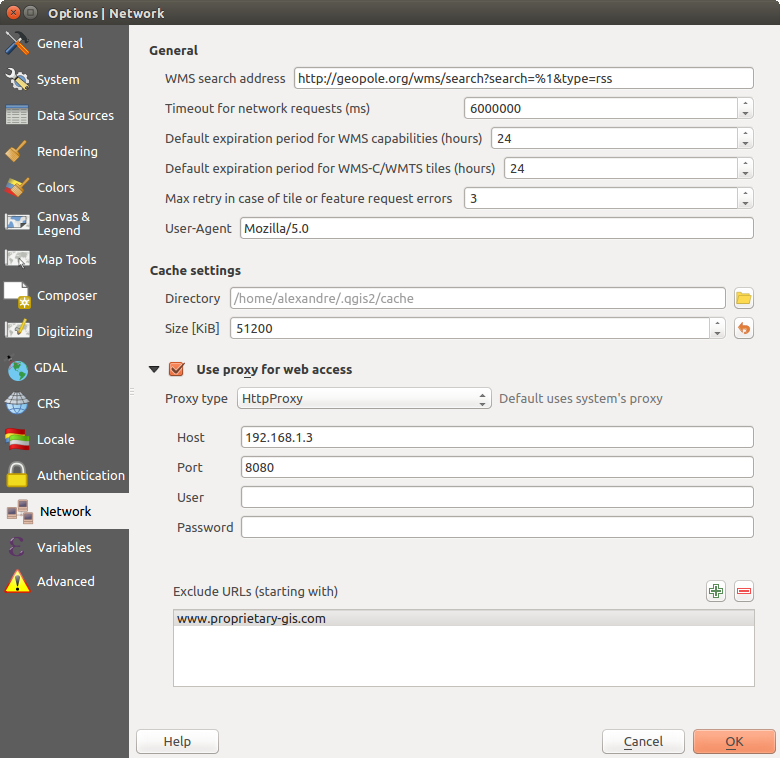 Options | Network
General
System
Data Sources
Rendering
Colors
Canvas &
Legend
Map Tools
Composer
Digitizing
GDAL
CRS
Locale
Authentication
Network
Variables
Advanced
General
WMS search address http://geopole.org/wms/search?search=%1&type=rss
Timeout for network requests (ms) 6000000
Default expiration period for WMS capabilities (hours) 24
Default expiration period for WMS-C/WMTS tiles (hours) 24
Max retry in case of tile or feature request errors 3
User-Agent Mozilla/5.0
Cache settings
Directory /home/alexandre/.qgis2/cache
Size [KiB] 51200
Use proxy for web access
Proxy type HttpProxy Default uses system's proxy
Host 192.168.1.3
Port 8080
User
Password
Exclude URLs (starting with)
www.proprietary-gis.com
Help Cancel OK